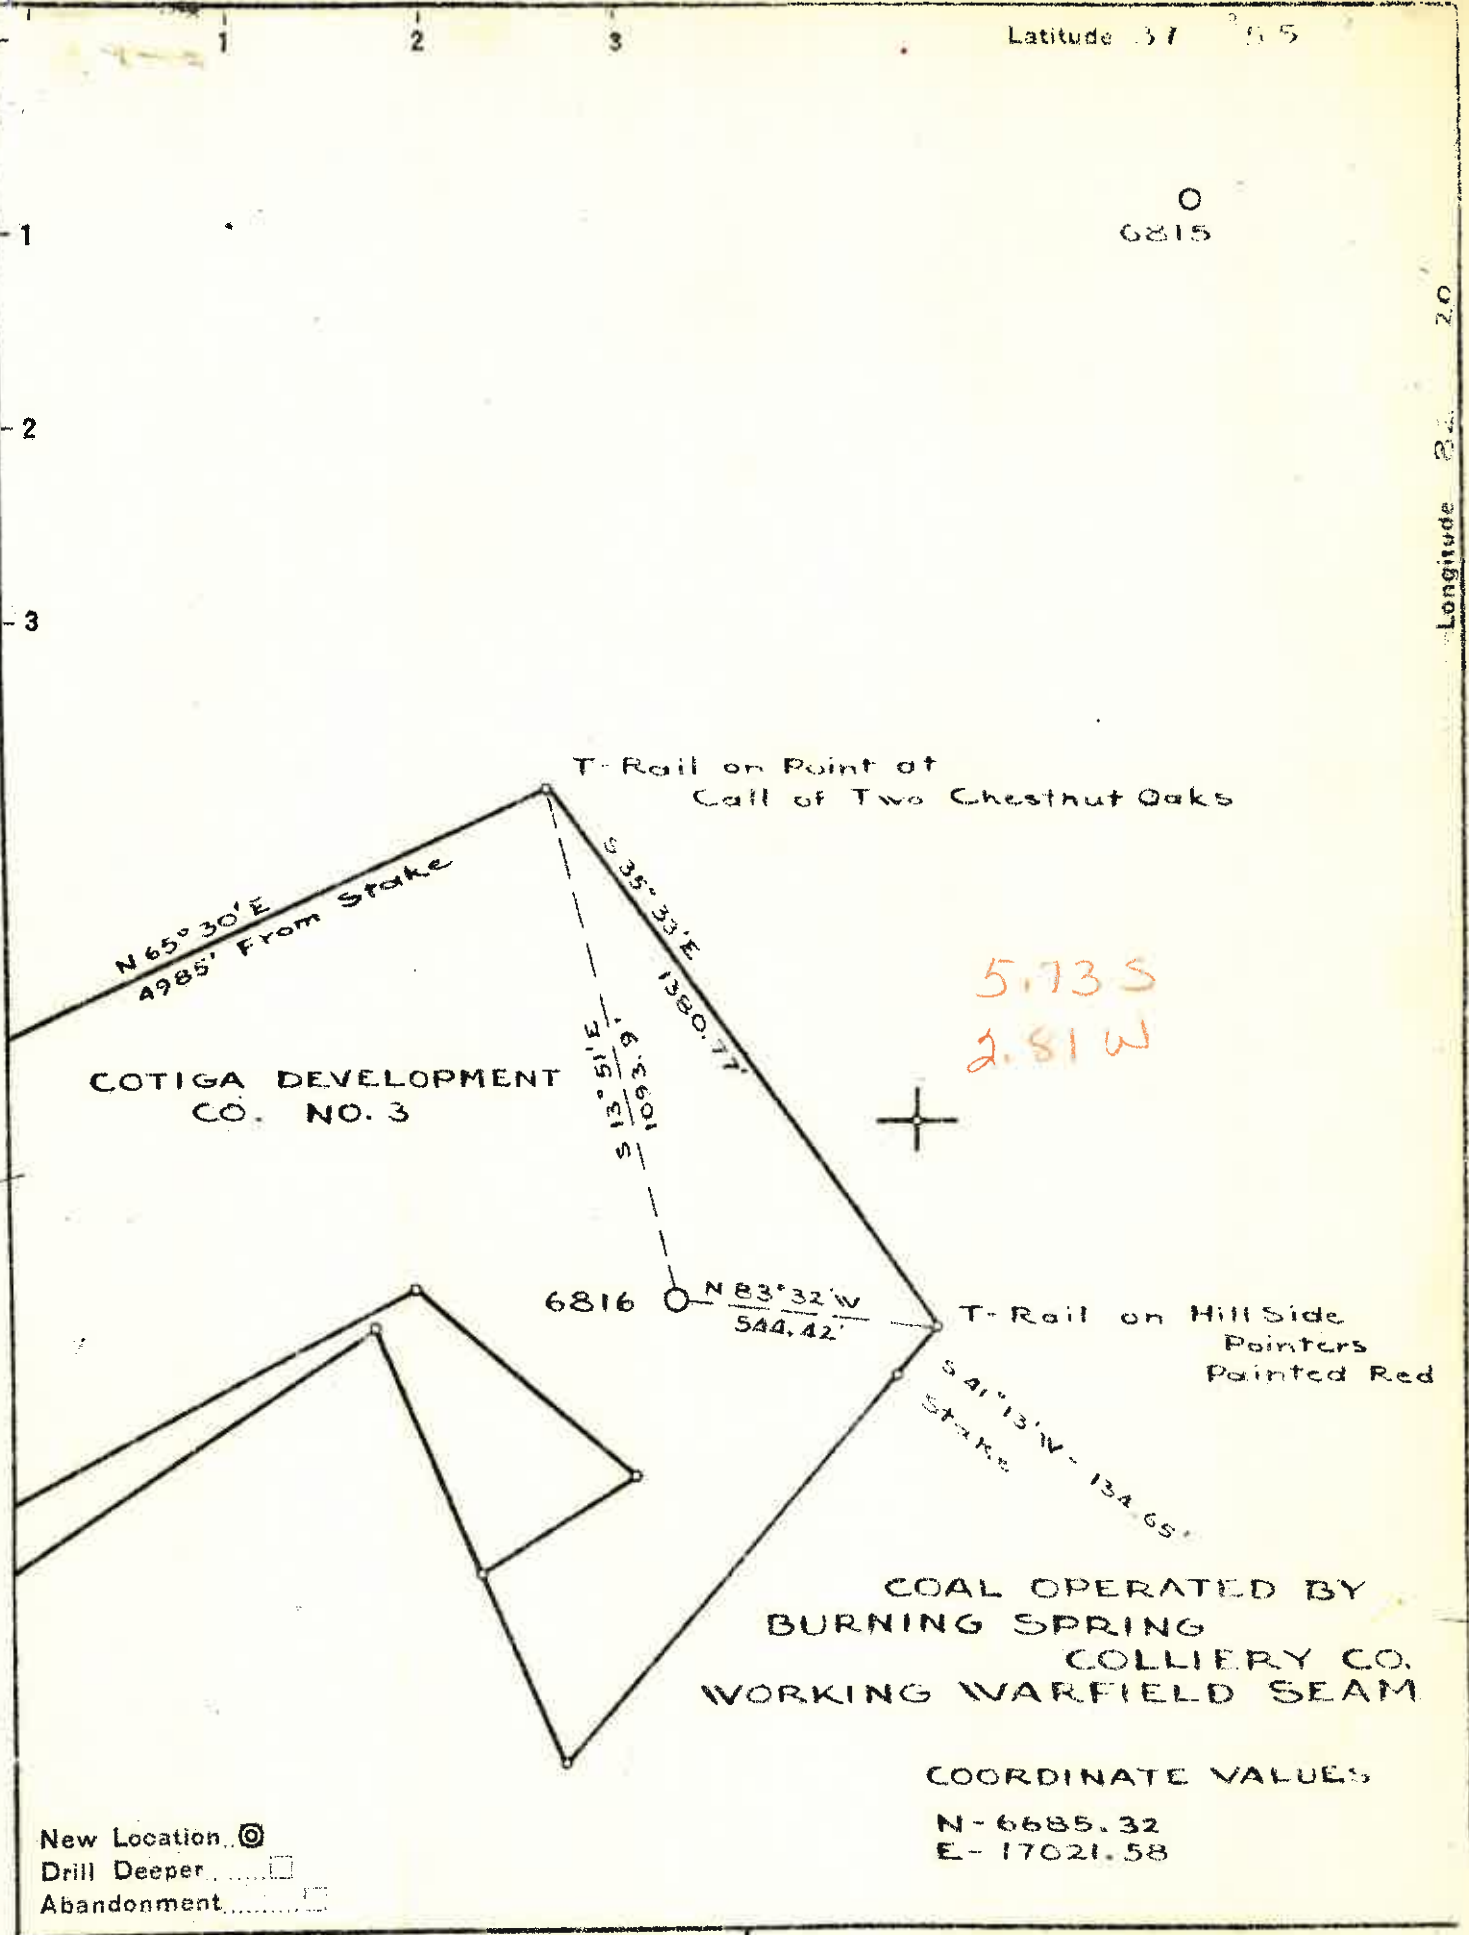 1 2 3
Latitude 37° 55
6815
1
2
3
Longitude 82 20
T-Rail on Point at
Call of Two Chestnut Oaks
N 65° 30' E
4985' From Stake
S 35° 33' E
1380.77'
S 13° 51' E
1093.9'
5.73 S
2.81 W
COTIGA DEVELOPMENT
CO. NO. 3
6816
N 83° 32' W
544.42'
T-Rail on Hill Side
Pointers
Painted Red
S 41° 13' W - 134.65'
Stake
COAL OPERATED BY
BURNING SPRING
COLLIERY CO.
WORKING WARFIELD SEAM
COORDINATE VALUES
N - 6685.32
E - 17021.58
New Location
Drill Deeper
Abandonment